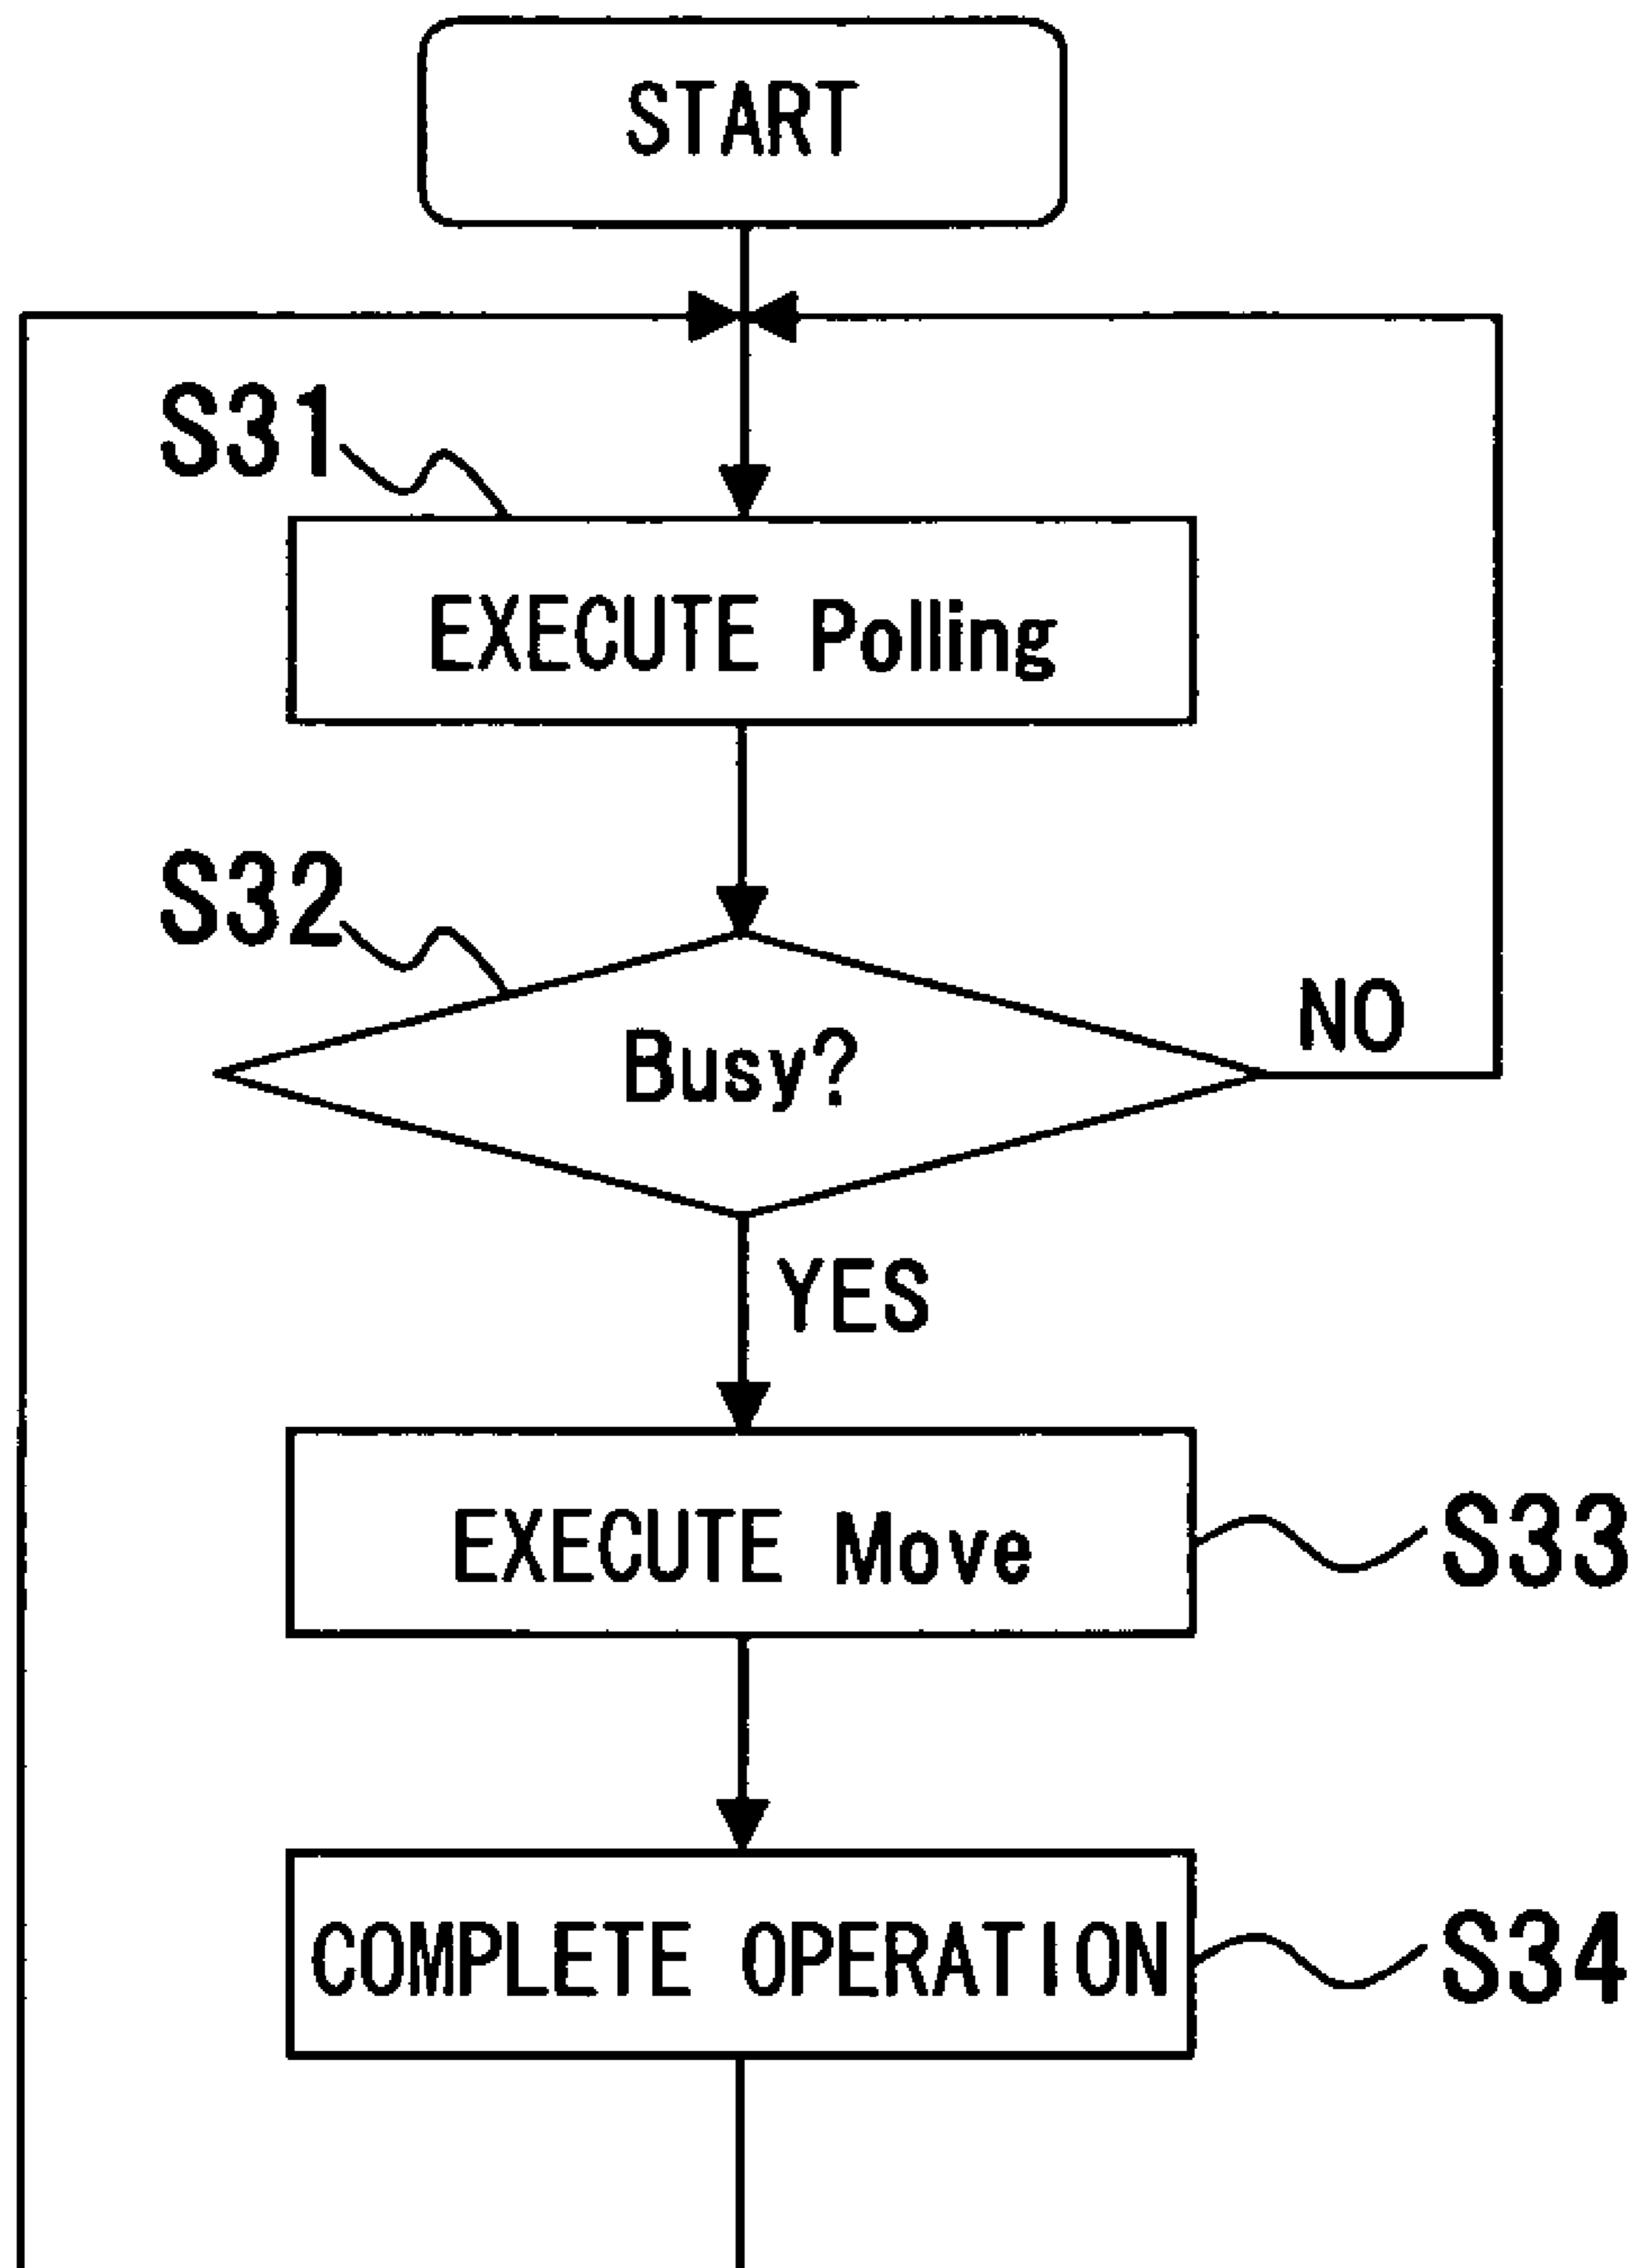 START
S31
EXECUTE Polling
S32
Busy?
NO
YES
EXECUTE Move
S33
COMPLETE OPERATION
S34